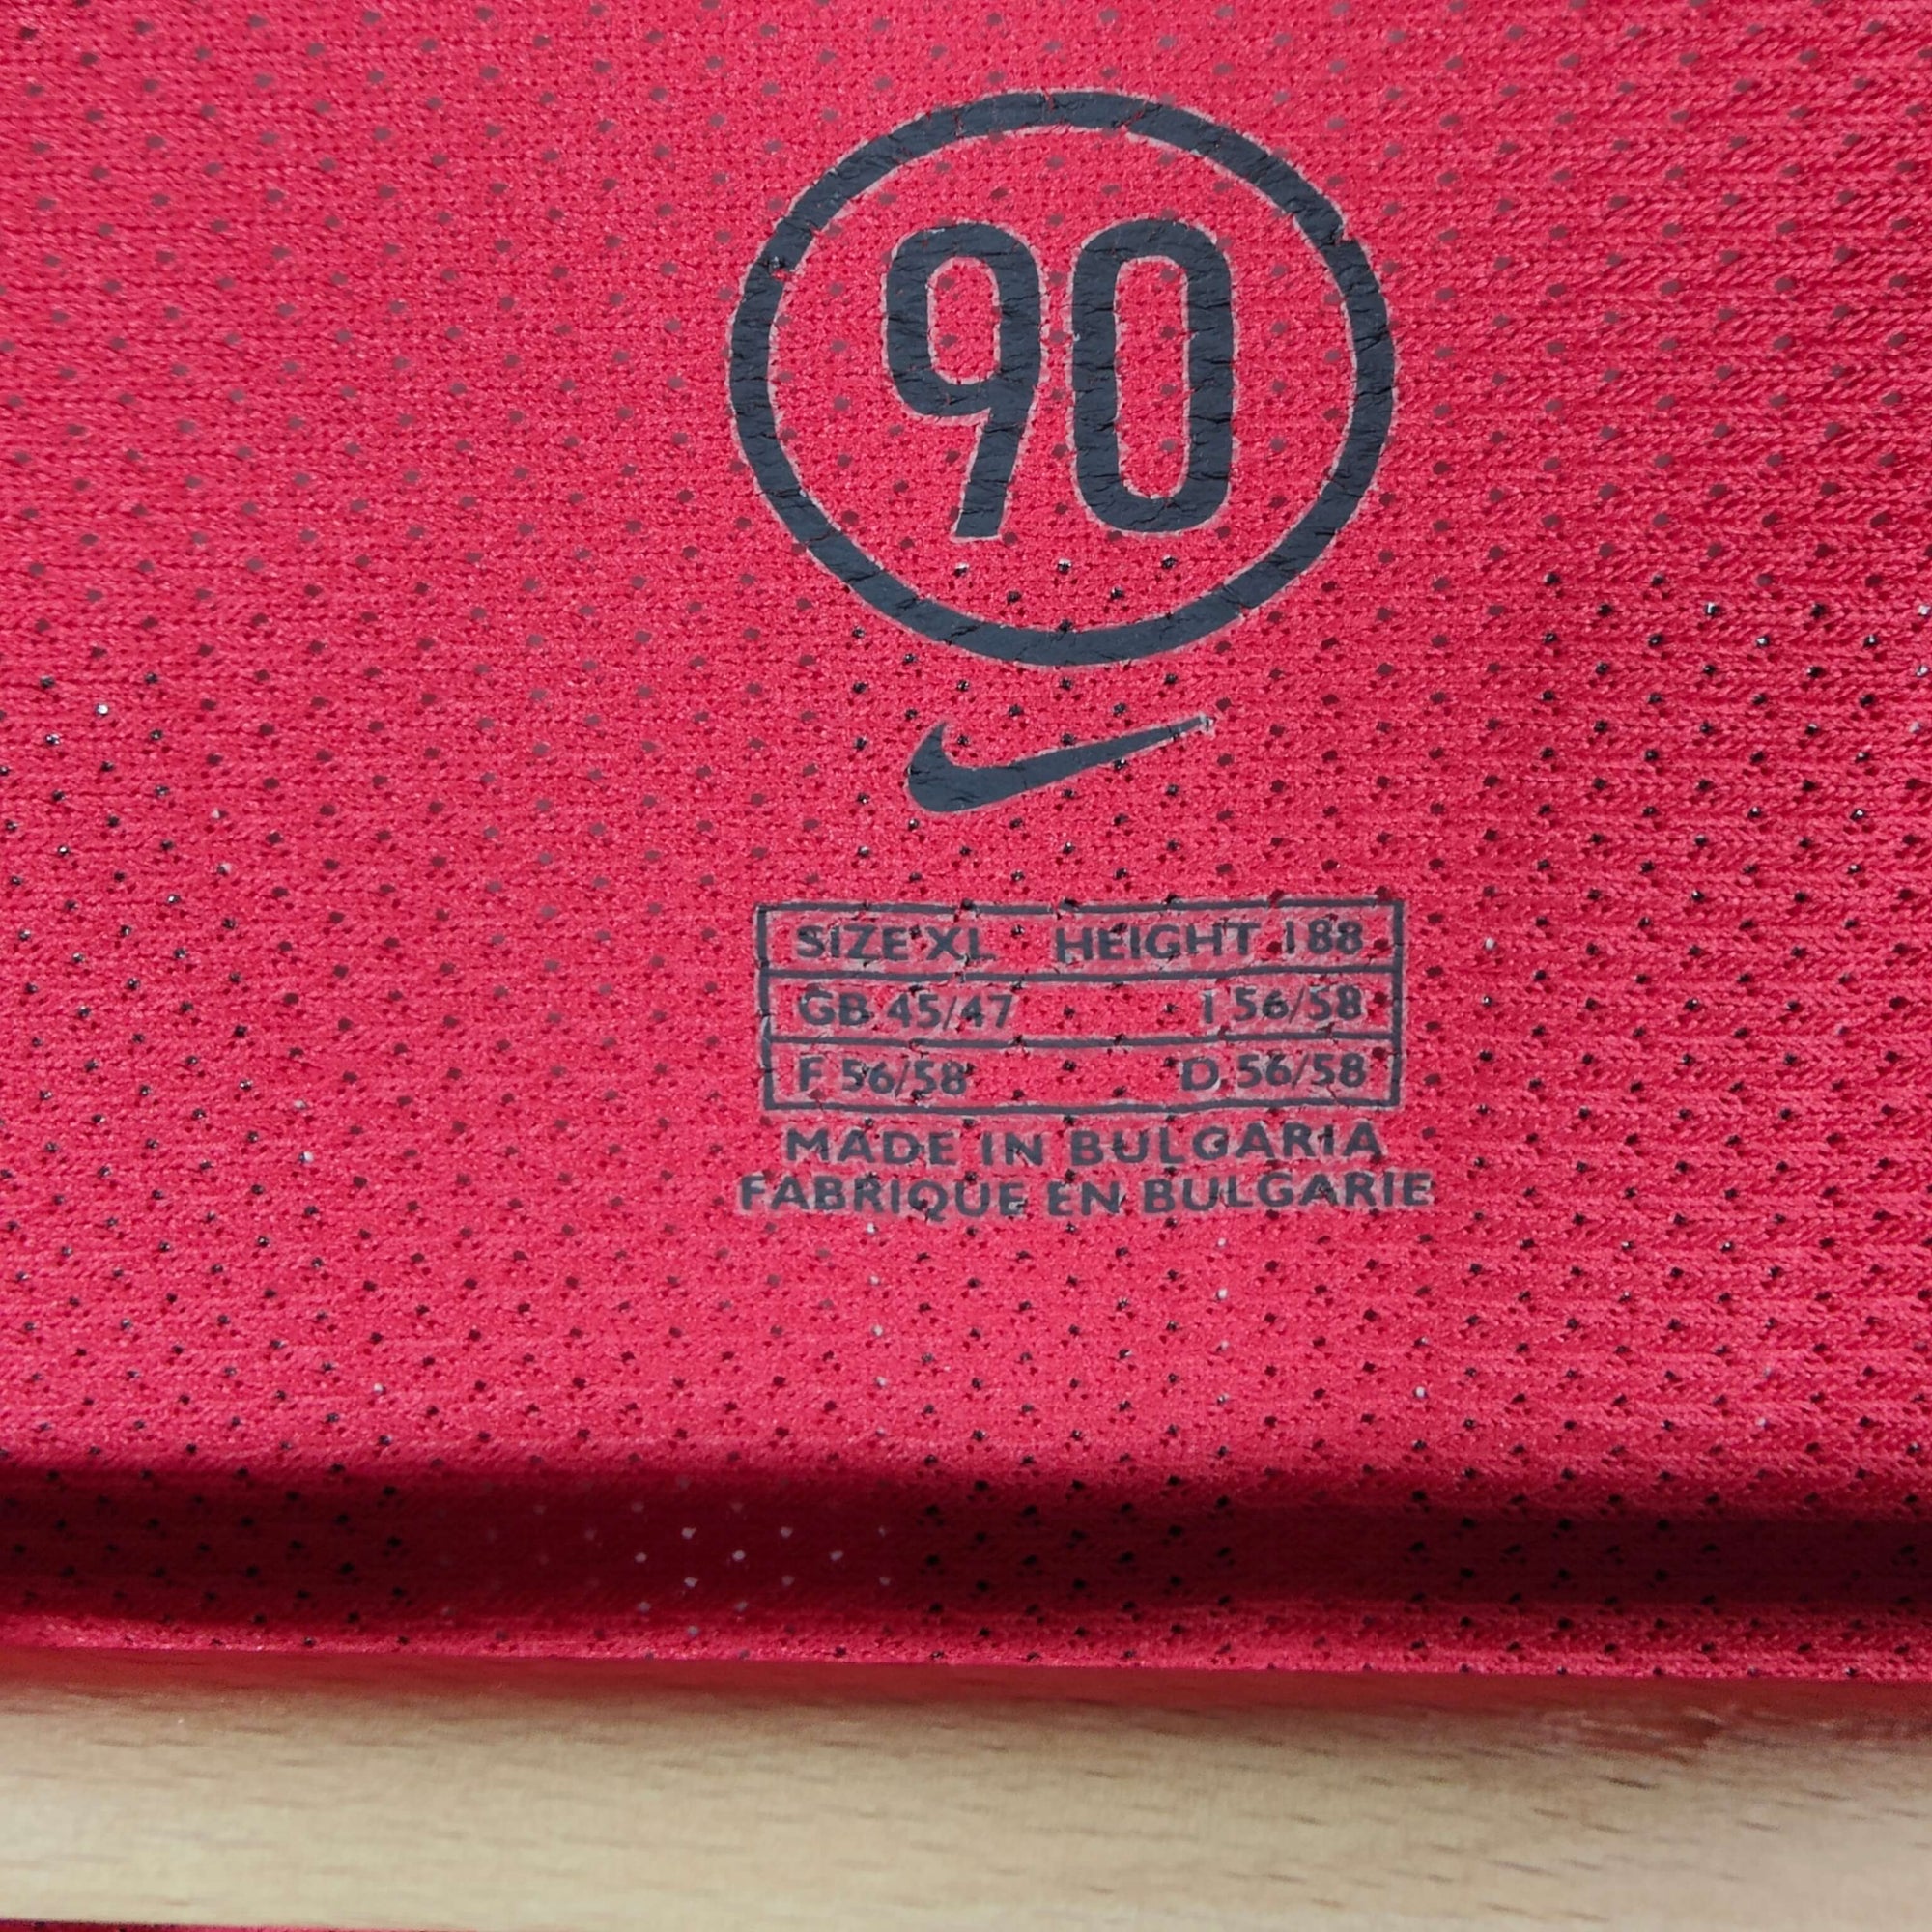 90
SIZE XL HEIGHT 188
GB 45/47 I 56/58
F 56/58 D 56/58
MADE IN BULGARIA
FABRIQUE EN BULGARIE